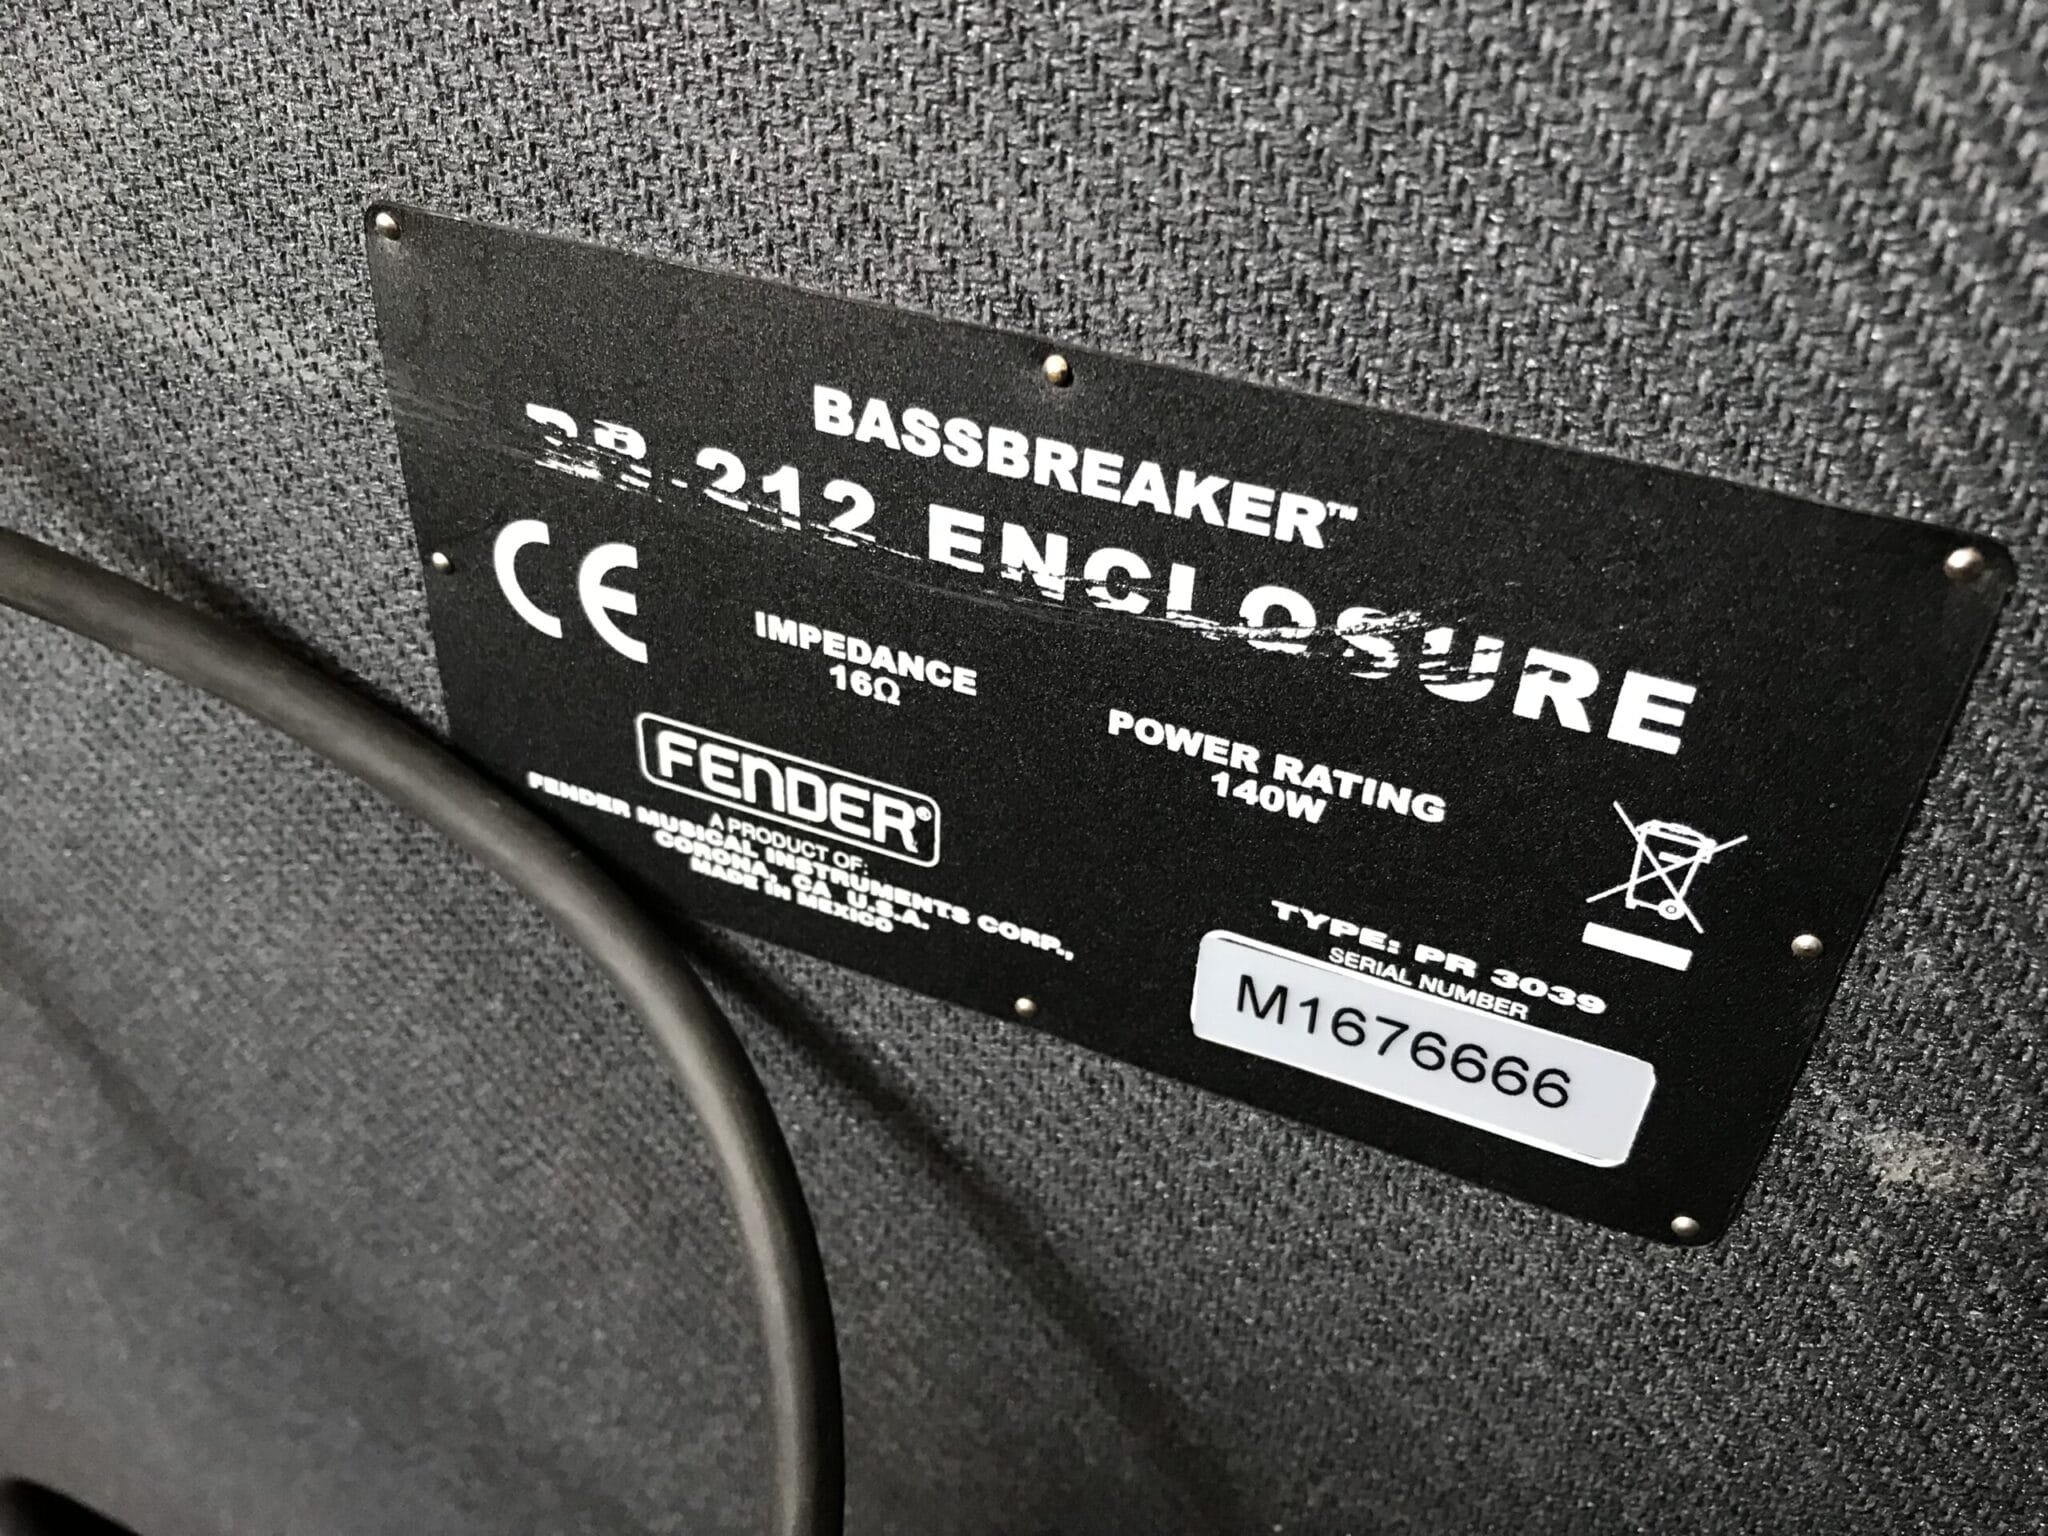 BASSBREAKER™
BB-212 ENCLOSURE
CE
IMPEDANCE
16Ω
POWER RATING
140W
FENDER®
A PRODUCT OF:
FENDER MUSICAL INSTRUMENTS CORP.,
CORONA, CA U.S.A.
MADE in MEXICO
TYPE: PR 3039
SERIAL NUMBER
M1676666